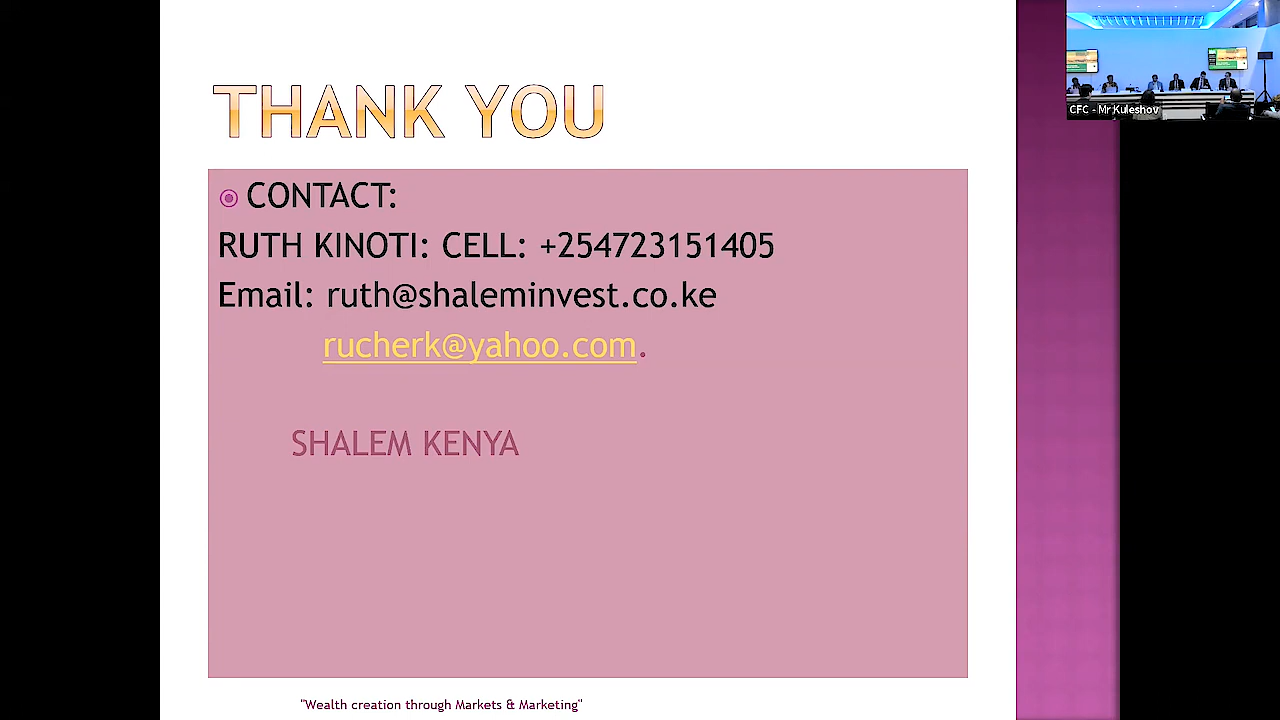 THANK YOU
CONTACT:
RUTH KINOTI: CELL: +254723151405
Email: ruth@shaleminvest.co.ke
rucherk@yahoo.com.
SHALEM KENYA
"Wealth creation through Markets & Marketing"
CFC - Mr Kuleshov